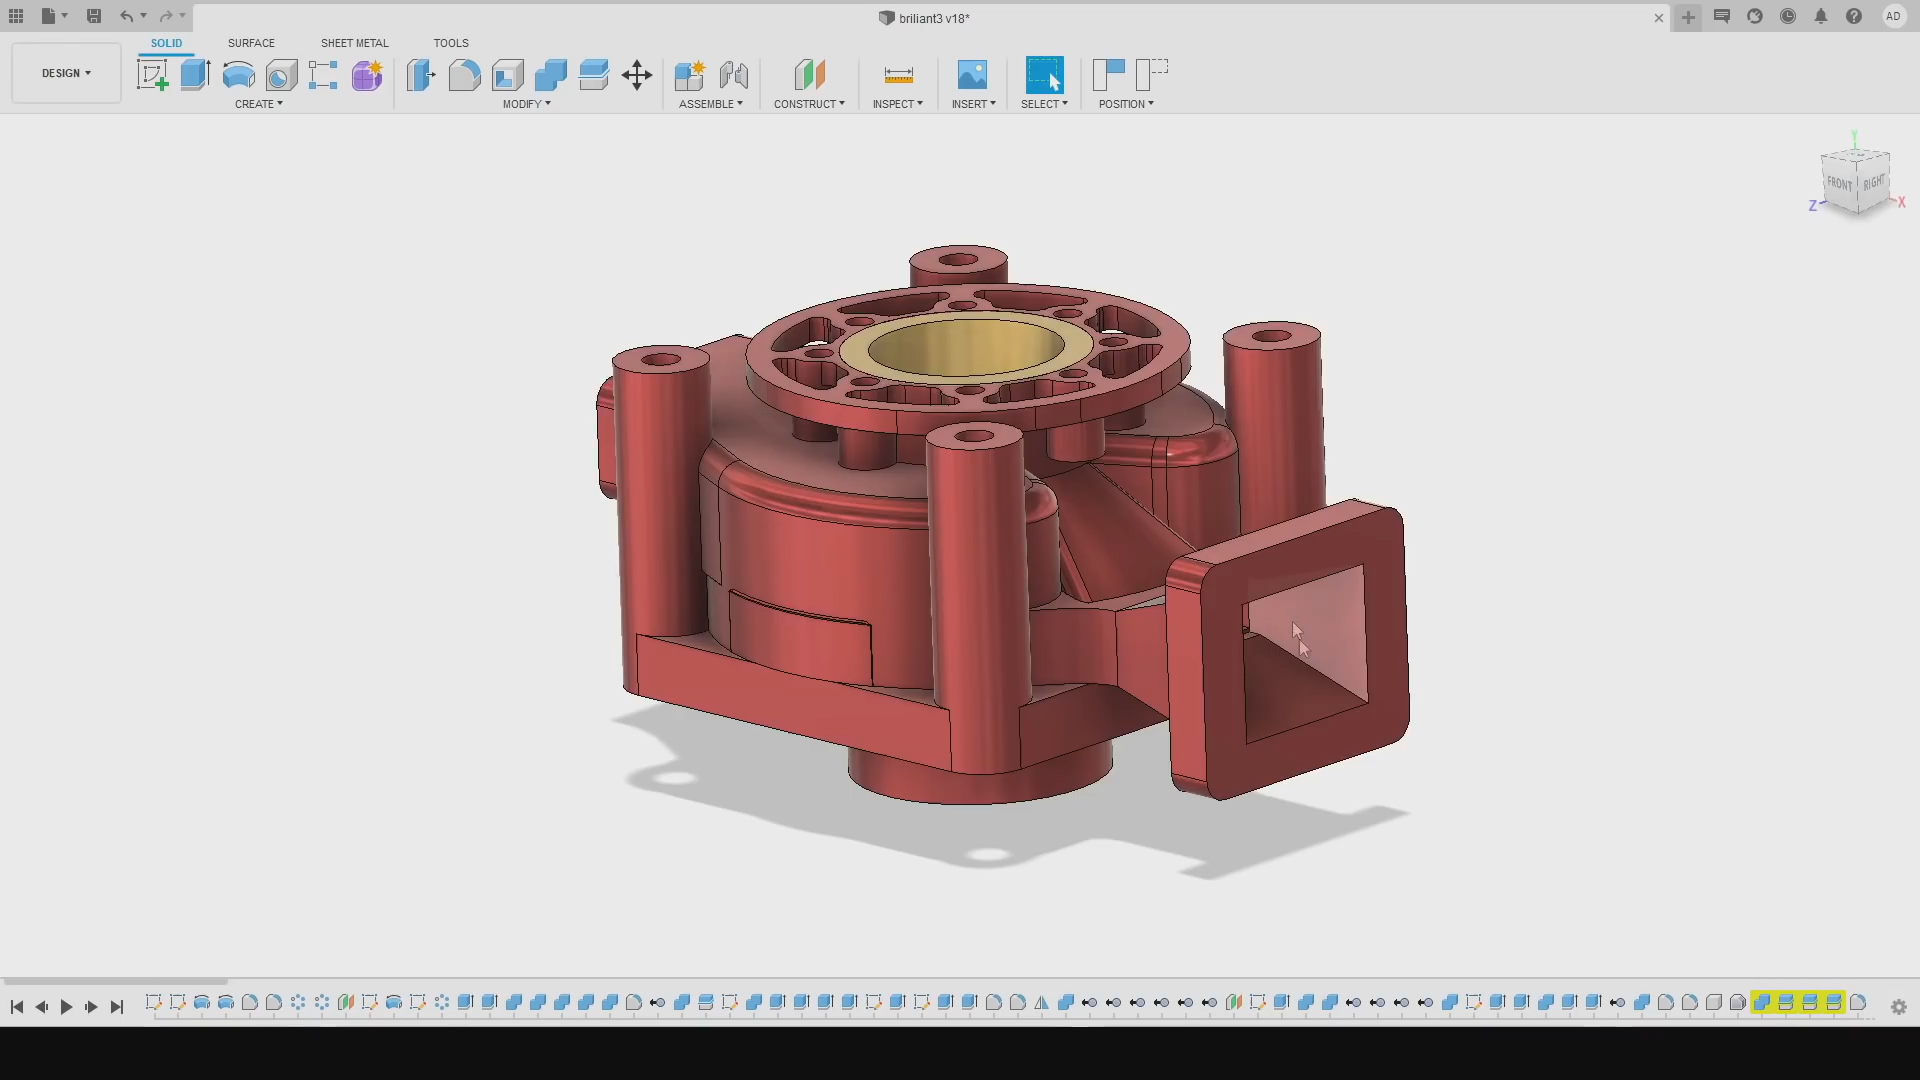 briliant3 v18*
AD
SOLID
SURFACE
SHEET METAL
TOOLS
DESIGN
CREATE
MODIFY
ASSEMBLE
CONSTRUCT
INSPECT
INSERT
SELECT
POSITION
Y
FRONT
RIGHT
Z
X